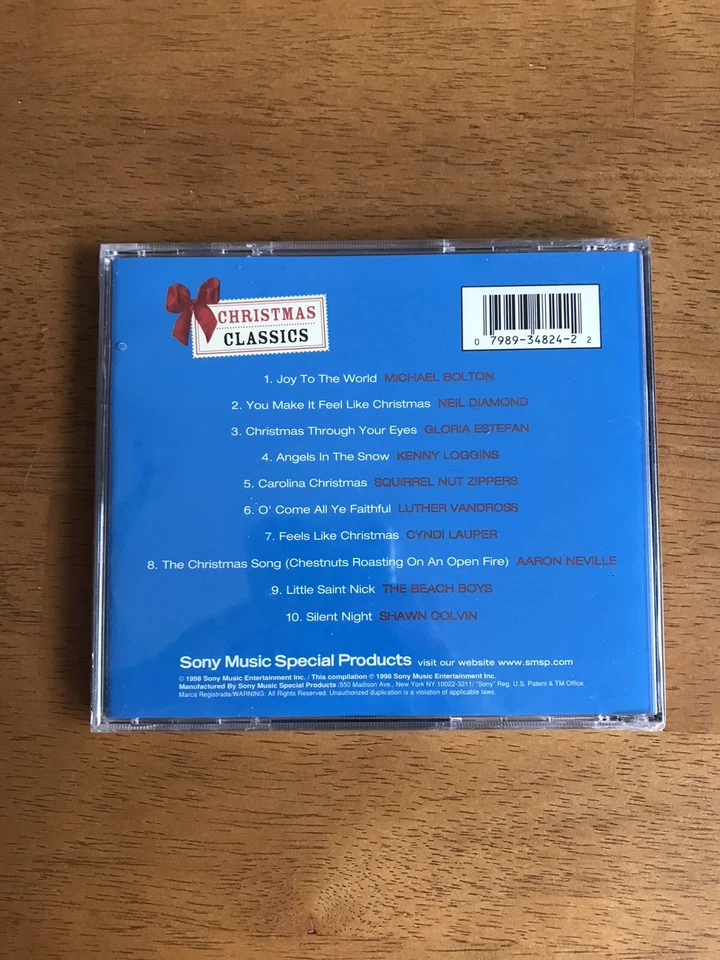 CHRISTMAS
CLASSICS
0 7989-34824-2 2
1. Joy To The World MICHAEL BOLTON
2. You Make It Feel Like Christmas NEIL DIAMOND
3. Christmas Through Your Eyes GLORIA ESTEFAN
4. Angels In The Snow KENNY LOGGINS
5. Carolina Christmas SQUIRREL NUT ZIPPERS
6. O' Come All Ye Faithful LUTHER VANDROSS
7. Feels Like Christmas CYNDI LAUPER
8. The Christmas Song (Chestnuts Roasting On An Open Fire) AARON NEVILLE
9. Little Saint Nick THE BEACH BOYS
10. Silent Night SHAWN COLVIN
Sony Music Special Products visit our website www.smsp.com
© 1998 Sony Music Entertainment Inc. / This compilation ℗ 1998 Sony Music Entertainment Inc.
Manufactured By Sony Music Special Products /550 Madison Ave., New York NY 10022-3211/ "Sony" Reg. U.S. Patent & TM Office
Marca Registrada/WARNING: All Rights Reserved. Unauthorized duplication is a violation of applicable laws.